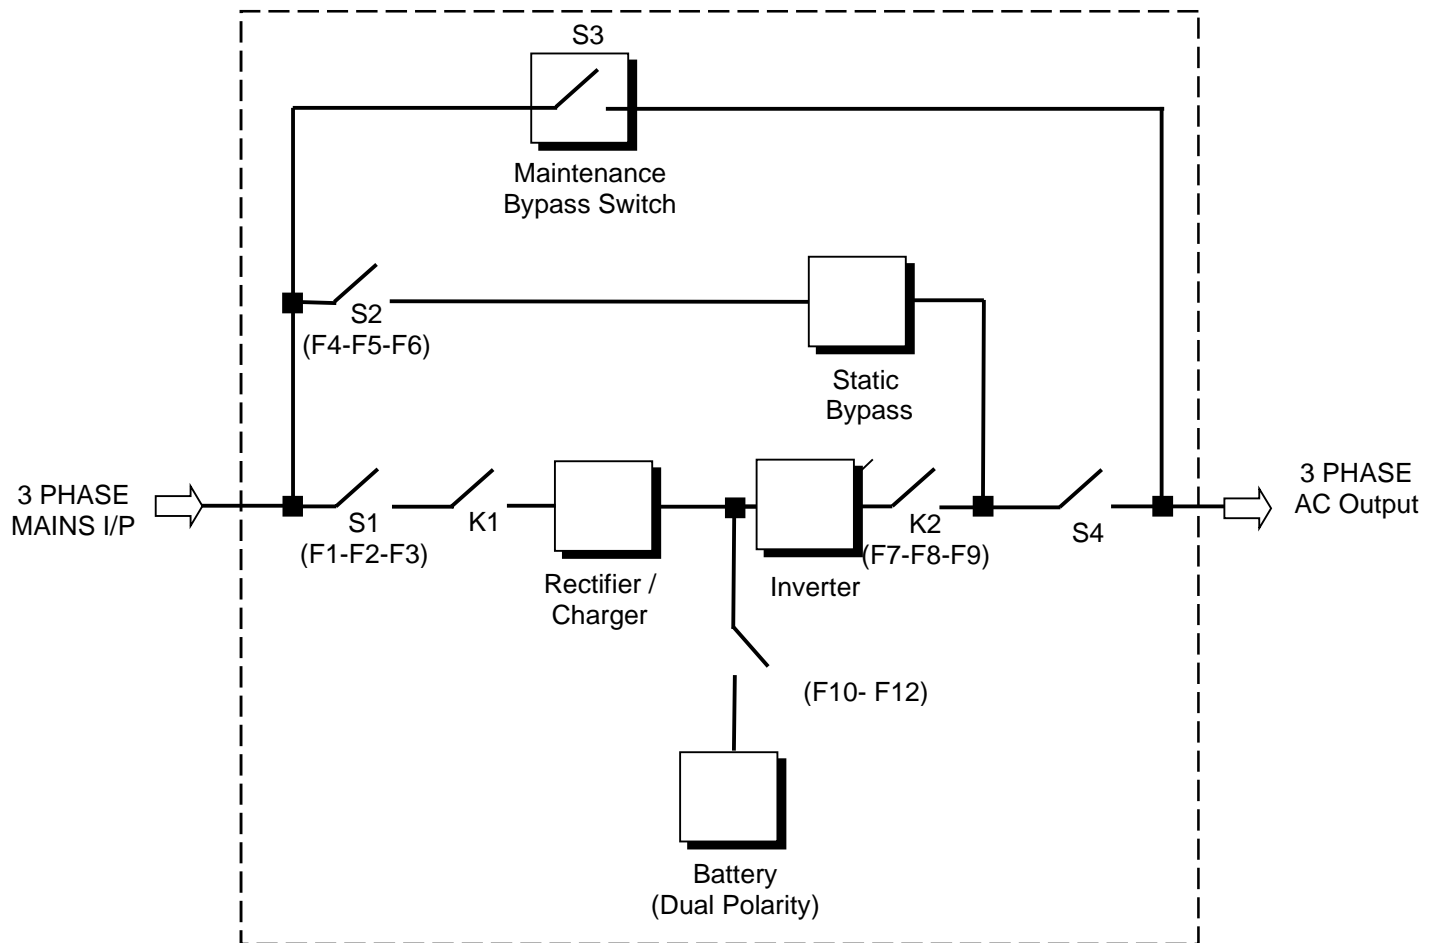 S3
Maintenance
Bypass Switch
S2
(F4-F5-F6)
Static
Bypass
3 PHASE
MAINS I/P
S1
(F1-F2-F3)
K1
Rectifier /
Charger
Inverter
K2
(F7-F8-F9)
S4
3 PHASE
AC Output
(F10- F12)
Battery
(Dual Polarity)